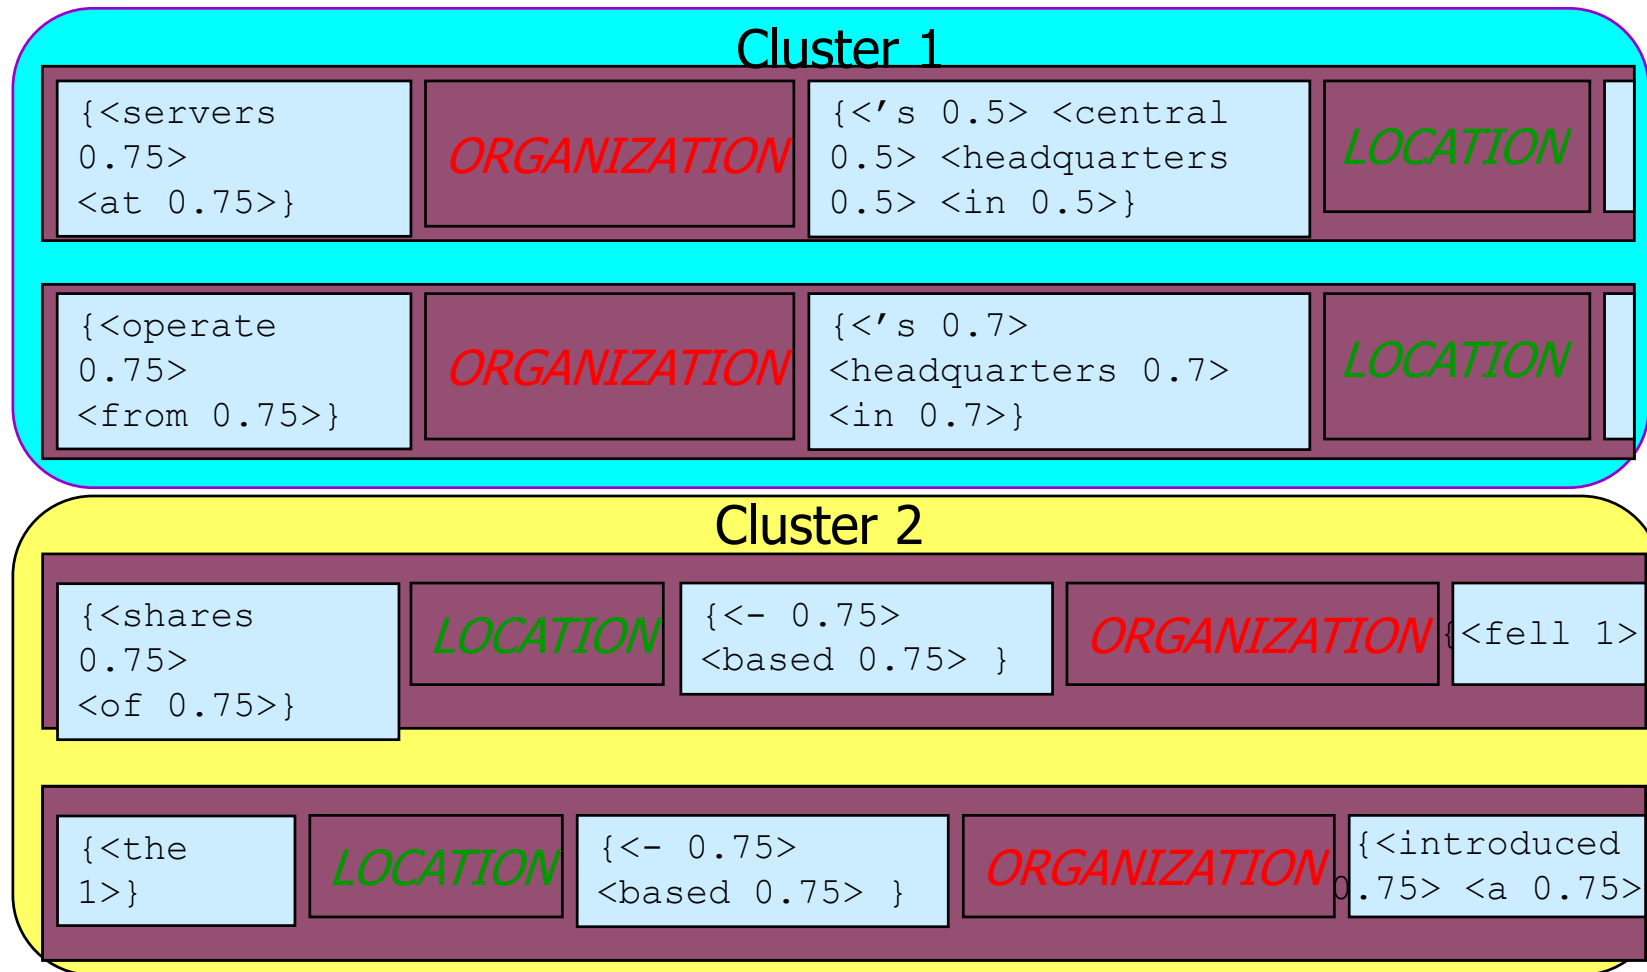 Cluster 1
{<servers
0.75>
<at 0.75>}
ORGANIZATION
{<’s 0.5> <central
0.5> <headquarters
0.5> <in 0.5>}
LOCATION
{<operate
0.75>
<from 0.75>}
ORGANIZATION
{<’s 0.7>
<headquarters 0.7>
<in 0.7>}
LOCATION
Cluster 2
{<shares
0.75>
<of 0.75>}
LOCATION
{<- 0.75>
<based 0.75> }
ORGANIZATION
{<fell 1>
{<the
1>}
LOCATION
{<- 0.75>
<based 0.75> }
ORGANIZATION
{<introduced
0.75> <a 0.75>